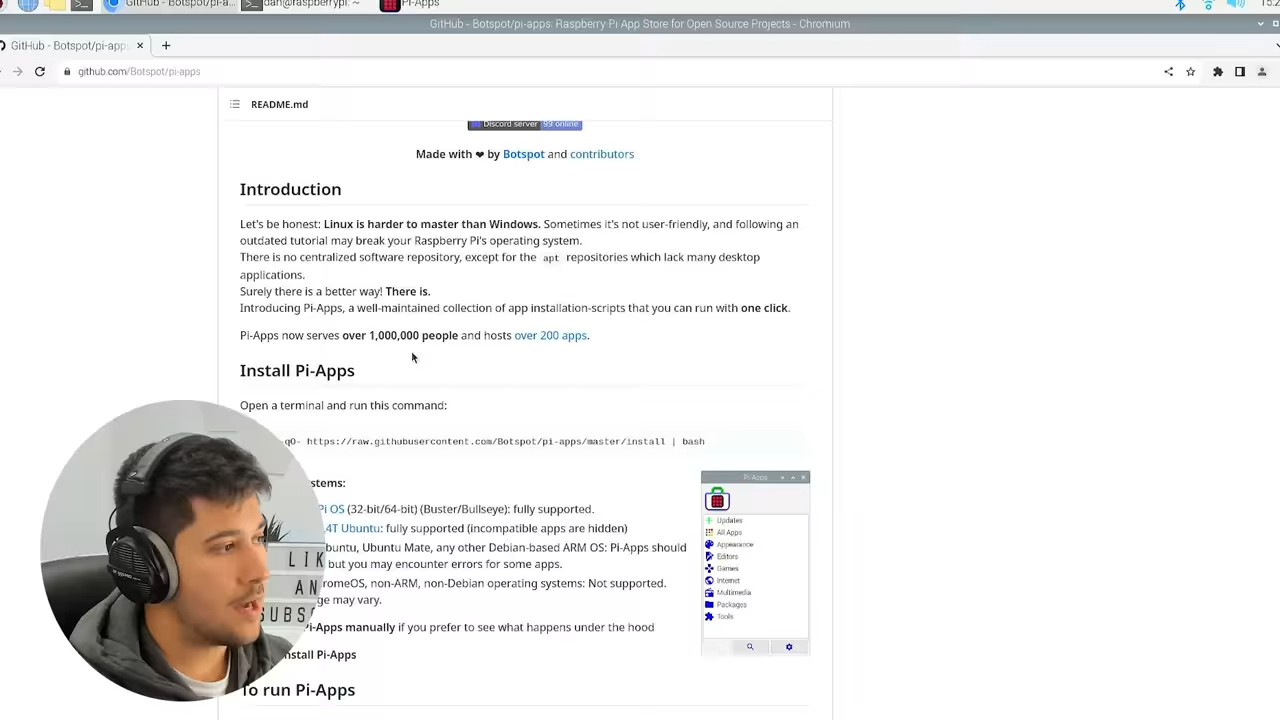 Botspot/pi-a...
dan@raspberrypi: ~
Pi-Apps
15:2
GitHub - Botspot/pi-apps: Raspberry Pi App Store for Open Source Projects - Chromium
GitHub - Botspot/pi-apps
github.com/Botspot/pi-apps
README.md
Discord server 99 online
Made with ❤ by Botspot and contributors
Introduction
Let's be honest: Linux is harder to master than Windows. Sometimes it's not user-friendly, and following an
outdated tutorial may break your Raspberry Pi's operating system.
There is no centralized software repository, except for the apt repositories which lack many desktop
applications.
Surely there is a better way! There is.
Introducing Pi-Apps, a well-maintained collection of app installation-scripts that you can run with one click.
Pi-Apps now serves over 1,000,000 people and hosts over 200 apps.
Install Pi-Apps
Open a terminal and run this command:
qO- https://raw.githubusercontent.com/Botspot/pi-apps/master/install | bash
stems:
Pi OS (32-bit/64-bit) (Buster/Bullseye): fully supported.
4T Ubuntu: fully supported (incompatible apps are hidden)
buntu, Ubuntu Mate, any other Debian-based ARM OS: Pi-Apps should
but you may encounter errors for some apps.
romeOS, non-ARM, non-Debian operating systems: Not supported.
ge may vary.
Pi-Apps manually if you prefer to see what happens under the hood
nstall Pi-Apps
To run Pi-Apps
Pi-Apps
Updates
All Apps
Appearance
Editors
Games
Internet
Multimedia
Packages
Tools
LIK
AN
SUBS